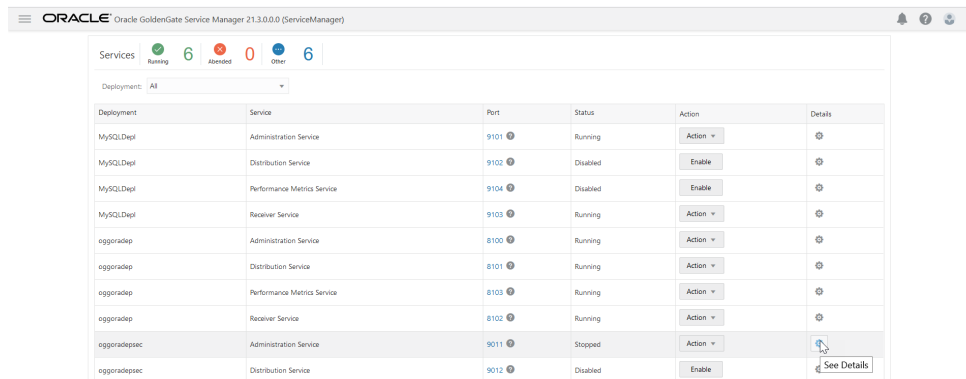 ORACLE Oracle GoldenGate Service Manager 21.3.0.0.0 (ServiceManager)
Services Running 6 Abended 0 Other 6
Deployment: All
Deployment Service Port Status Action Details
MySQLDepl Administration Service 9101 Running Action
MySQLDepl Distribution Service 9102 Disabled Enable
MySQLDepl Performance Metrics Service 9104 Disabled Enable
MySQLDepl Receiver Service 9103 Running Action
oggoradep Administration Service 8100 Running Action
oggoradep Distribution Service 8101 Running Action
oggoradep Performance Metrics Service 8103 Running Action
oggoradep Receiver Service 8102 Running Action
oggoradepsec Administration Service 9011 Stopped Action
See Details
oggoradepsec Distribution Service 9012 Disabled Enable